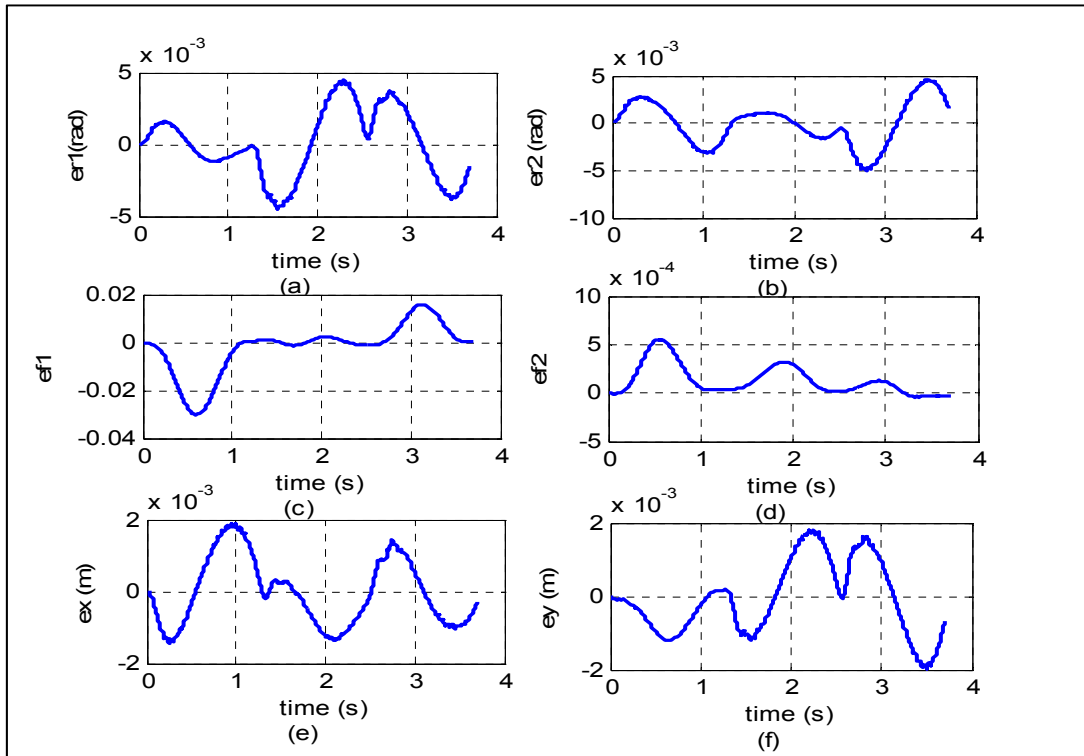 x 10^-3
5
0
-5
er1(rad)
0 1 2 3 4
time (s)
(a)
x 10^-3
5
0
-5
-10
er2 (rad)
0 1 2 3 4
time (s)
(b)
0.02
0
-0.02
-0.04
ef1
0 1 2 3 4
time (s)
(c)
x 10^-4
10
5
0
-5
ef2
0 1 2 3 4
time (s)
(d)
x 10^-3
2
0
-2
ex (m)
0 1 2 3 4
time (s)
(e)
x 10^-3
2
0
-2
ey (m)
0 1 2 3 4
time (s)
(f)